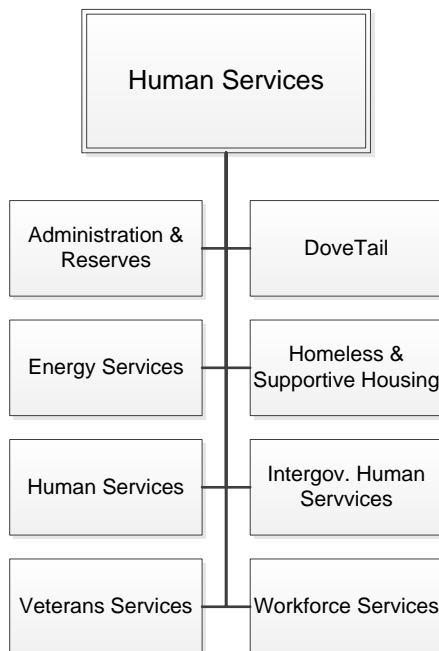 Human Services
Administration &
Reserves
DoveTail
Energy Services
Homeless &
Supportive Housing
Human Services
Intergov. Human
Servvices
Veterans Services
Workforce Services